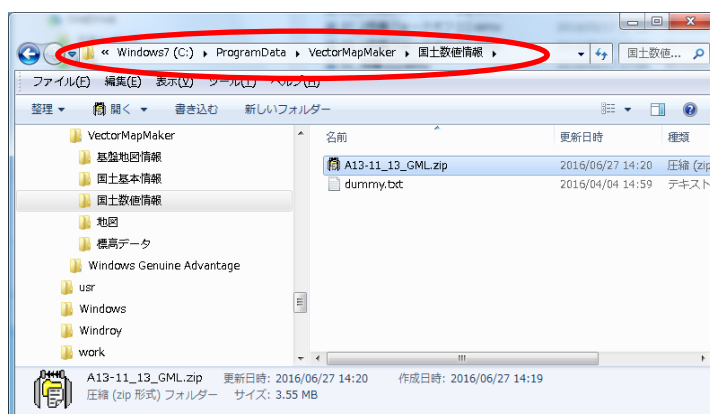 « Windows7 (C:) ▸ ProgramData ▸ VectorMapMaker ▸ 国土数値情報 ▸
国土数値...
ファイル(F) 編集(E) 表示(V) ツール(T) ヘルプ(H)
整理 ▼ 開く ▼ 書き込む 新しいフォルダー
VectorMapMaker
基盤地図情報
国土基本情報
国土数値情報
地図
標高データ
Windows Genuine Advantage
usr
Windows
Windroy
work
名前 更新日時 種類
A13-11_13_GML.zip 2016/06/27 14:20 圧縮 (zip
dummy.txt 2016/04/04 14:59 テキスト
A13-11_13_GML.zip 更新日時: 2016/06/27 14:20 作成日時: 2016/06/27 14:19
圧縮 (zip 形式) フォルダー サイズ: 3.55 MB